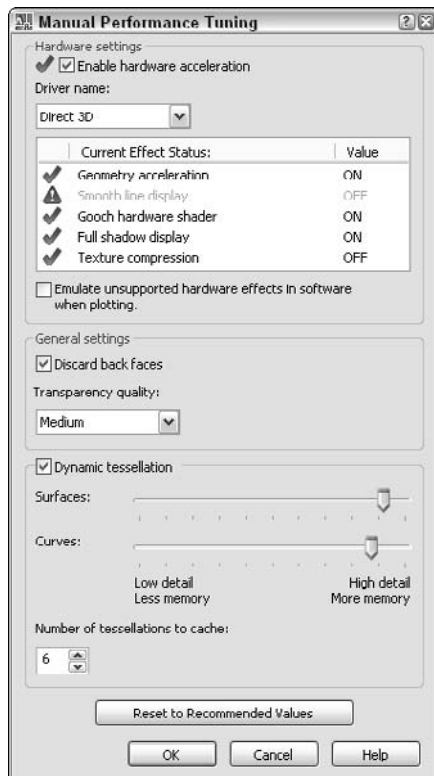 Manual Performance Tuning
Hardware settings
Enable hardware acceleration
Driver name:
Direct 3D
Current Effect Status: Value
Geometry acceleration ON
Smooth line display OFF
Gooch hardware shader ON
Full shadow display ON
Texture compression OFF
Emulate unsupported hardware effects in software
when plotting.
General settings
Discard back faces
Transparency quality:
Medium
Dynamic tessellation
Surfaces:
Curves:
Low detail High detail
Less memory More memory
Number of tessellations to cache:
6
Reset to Recommended Values
OK Cancel Help